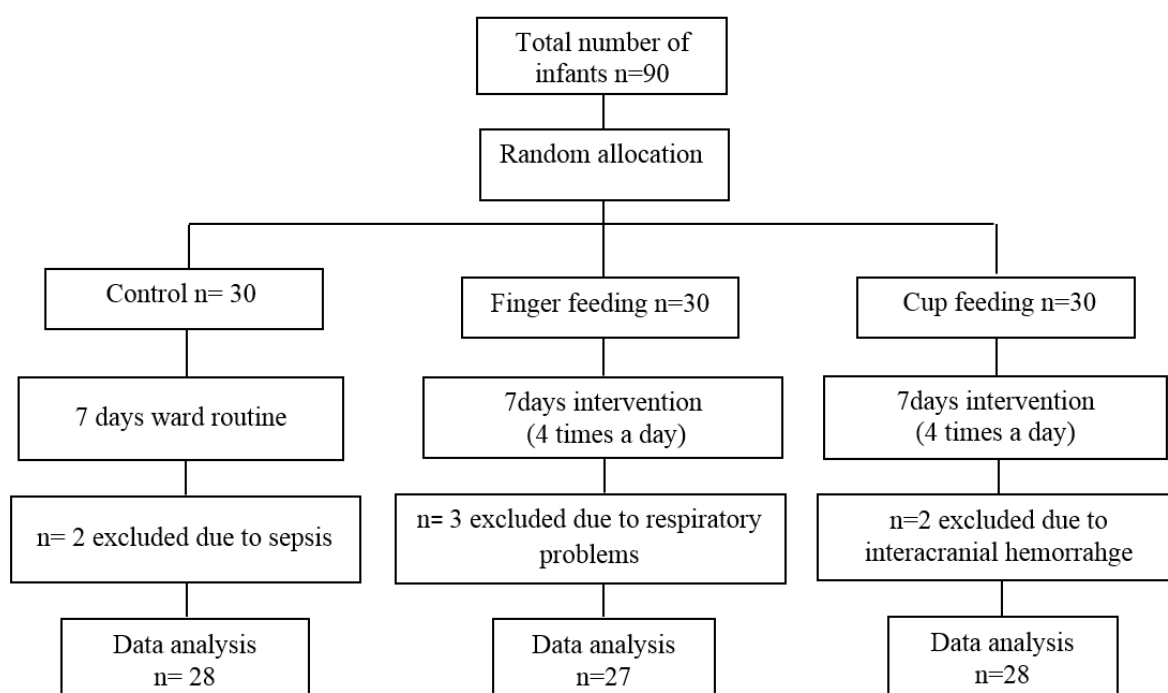 Total number of
infants n=90
Random allocation
Control n= 30
Finger feeding n=30
Cup feeding n=30
7 days ward routine
7days intervention
(4 times a day)
7days intervention
(4 times a day)
n= 2 excluded due to sepsis
n= 3 excluded due to respiratory
problems
n=2 excluded due to
interacranial hemorrahge
Data analysis
n= 28
Data analysis
n=27
Data analysis
n=28